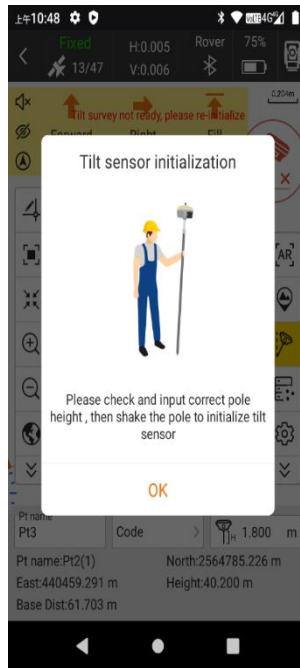 上午10:48
4G
Fixed
H:0.005
Rover
75%
13/47
V:0.006
0.204m
Tilt survey not ready, please re-initialize
Forward
Right
Fill
Tilt sensor initialization
[AR]
Please check and input correct pole
height , then shake the pole to initialize tilt
sensor
OK
Pt name
Pt3
Code
H
1.800 m
Pt name:Pt2(1)
North:2564785.226 m
East:440459.291 m
Height:40.200 m
Base Dist:61.703 m